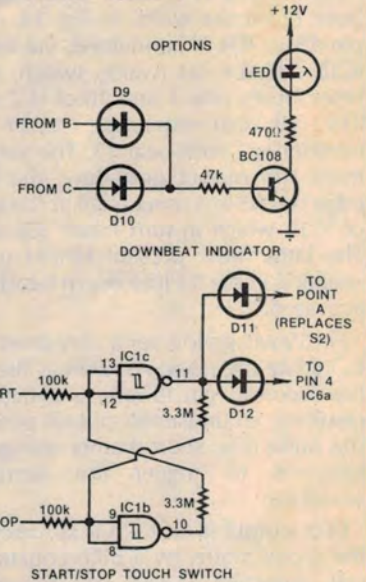 +12V
OPTIONS
LED
λ
D9
FROM B
470Ω
BC108
FROM C
47k
D10
DOWNBEAT INDICATOR
TO
POINT
A
(REPLACES
S2)
D11
IC1c
13
RT
100k
12
TO
PIN 4
IC6a
D12
3.3M
3.3M
OP
100k
9
IC1b
10
8
START/STOP TOUCH SWITCH